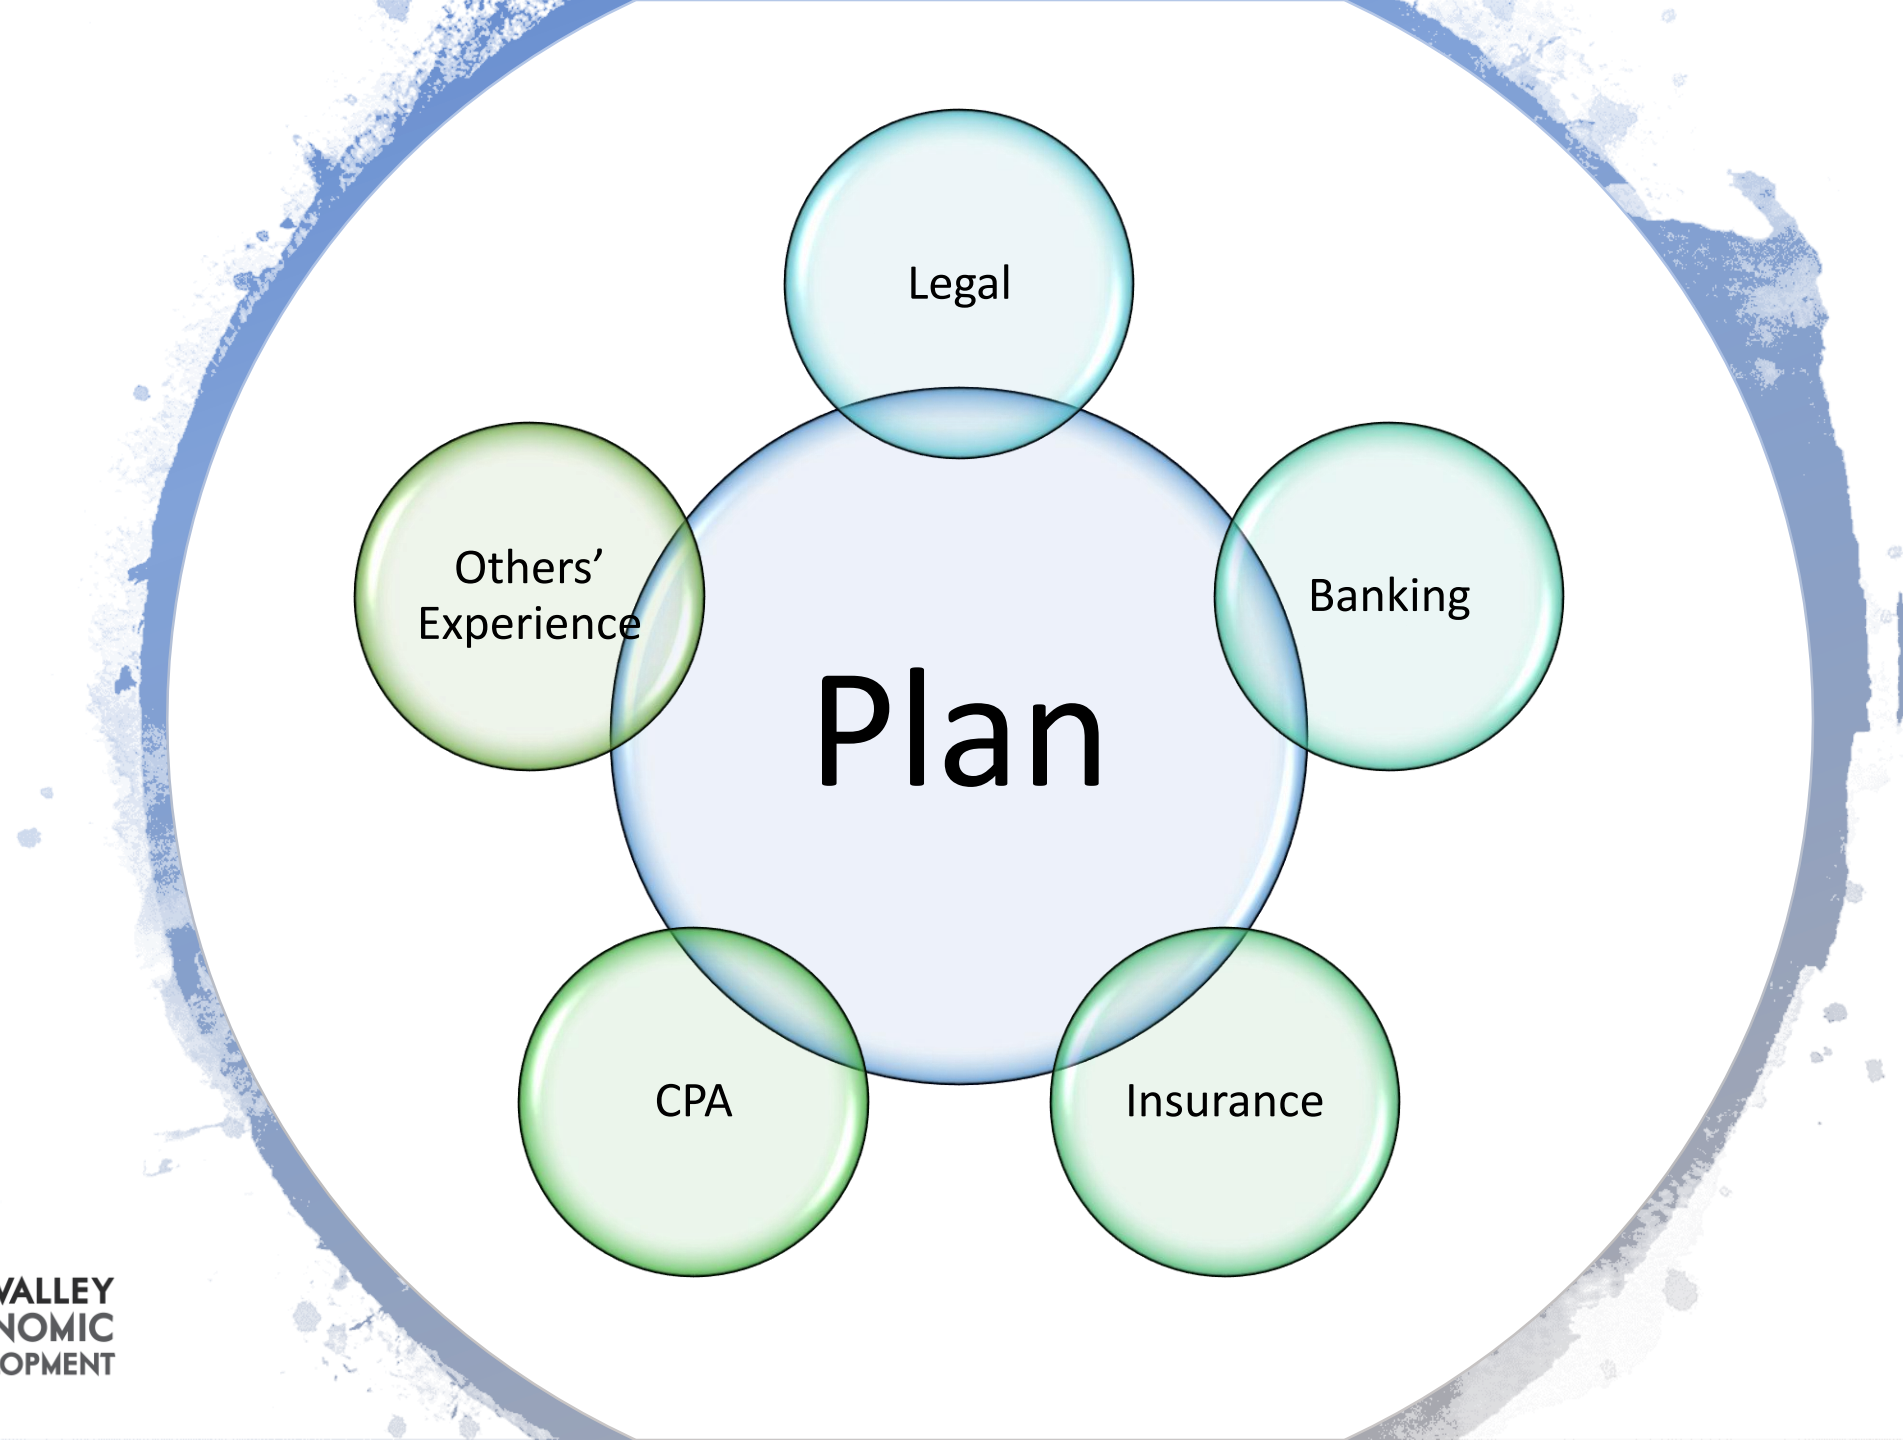 Legal
Others’
Experience
Banking
Plan
CPA
Insurance
VALLEY
NOMIC
OPMENT